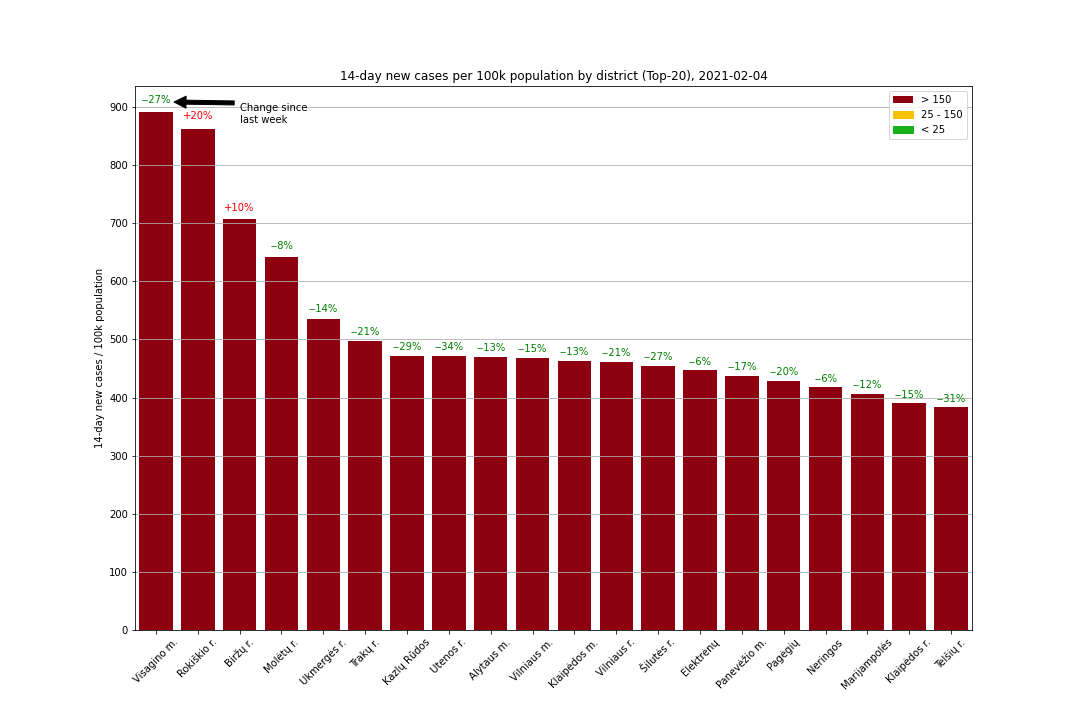 14-day new cases per 100k population by district (Top-20), 2021-02-04
14-day new cases / 100k population
900
800
700
600
500
400
300
200
100
0
−27%
+20%
+10%
−8%
−14%
−21%
−29%
−34%
−13%
−15%
−13%
−21%
−27%
−6%
−17%
−20%
−6%
−12%
−15%
−31%
Change since
last week
> 150
25 - 150
< 25
Visagino m.
Rokiškio r.
Biržų r.
Molėtų r.
Ukmergės r.
Trakų r.
Kazlų Rūdos
Utenos r.
Alytaus m.
Vilniaus m.
Klaipėdos m.
Vilniaus r.
Šilutės r.
Elektrėnų
Panevėžio m.
Pagėgių
Neringos
Marijampolės
Klaipėdos r.
Telšių r.